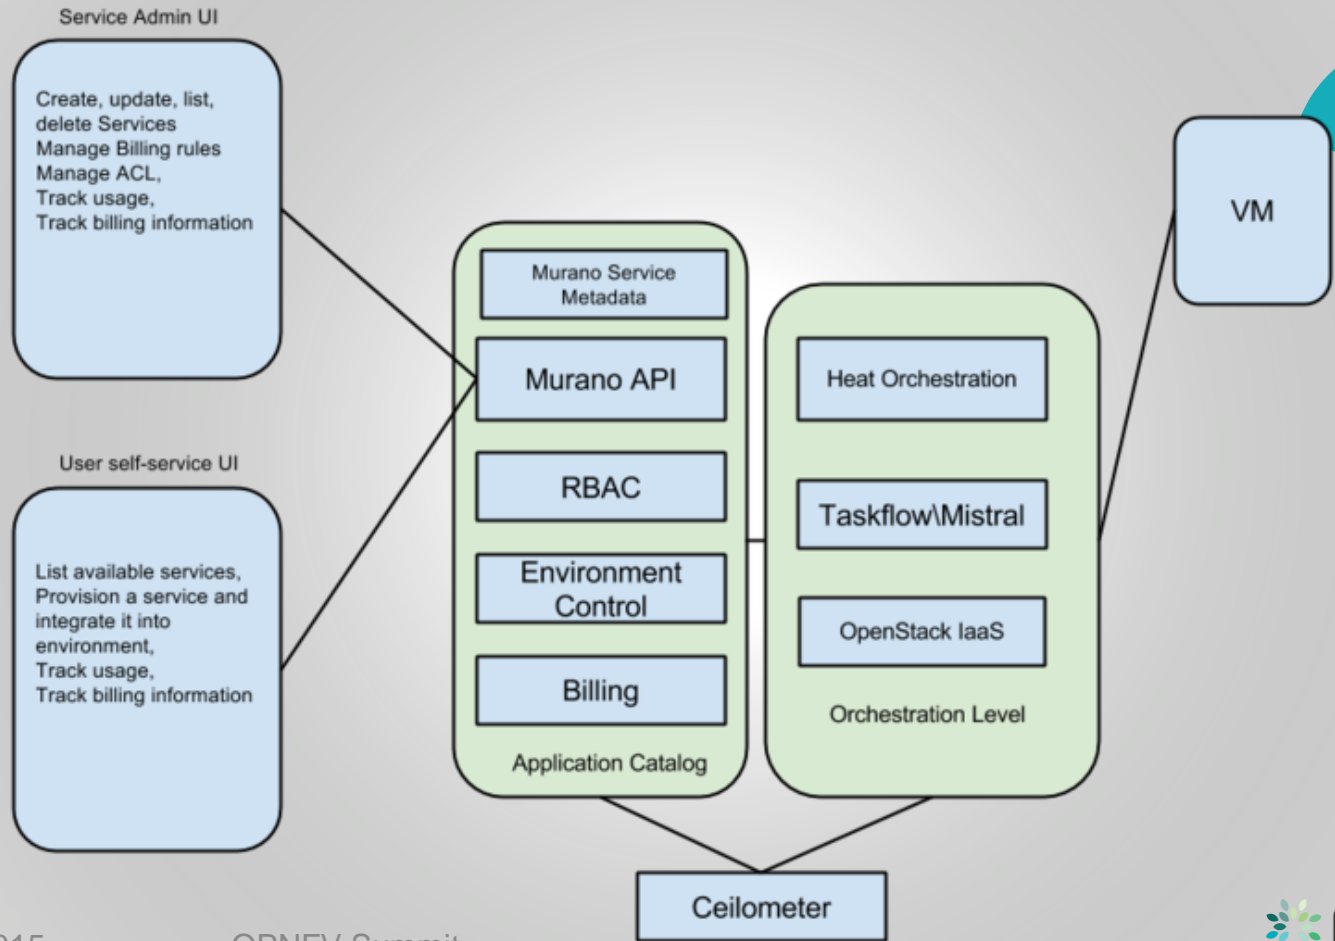 Service Admin UI
Create, update, list,
delete Services
Manage Billing rules
Manage ACL,
Track usage,
Track billing information
User self-service UI
List available services,
Provision a service and
integrate it into
environment,
Track usage,
Track billing information
Murano Service
Metadata
Murano API
RBAC
Environment
Control
Billing
Application Catalog
Heat Orchestration
Taskflow\Mistral
OpenStack IaaS
Orchestration Level
VM
Ceilometer
OPNFV Summit